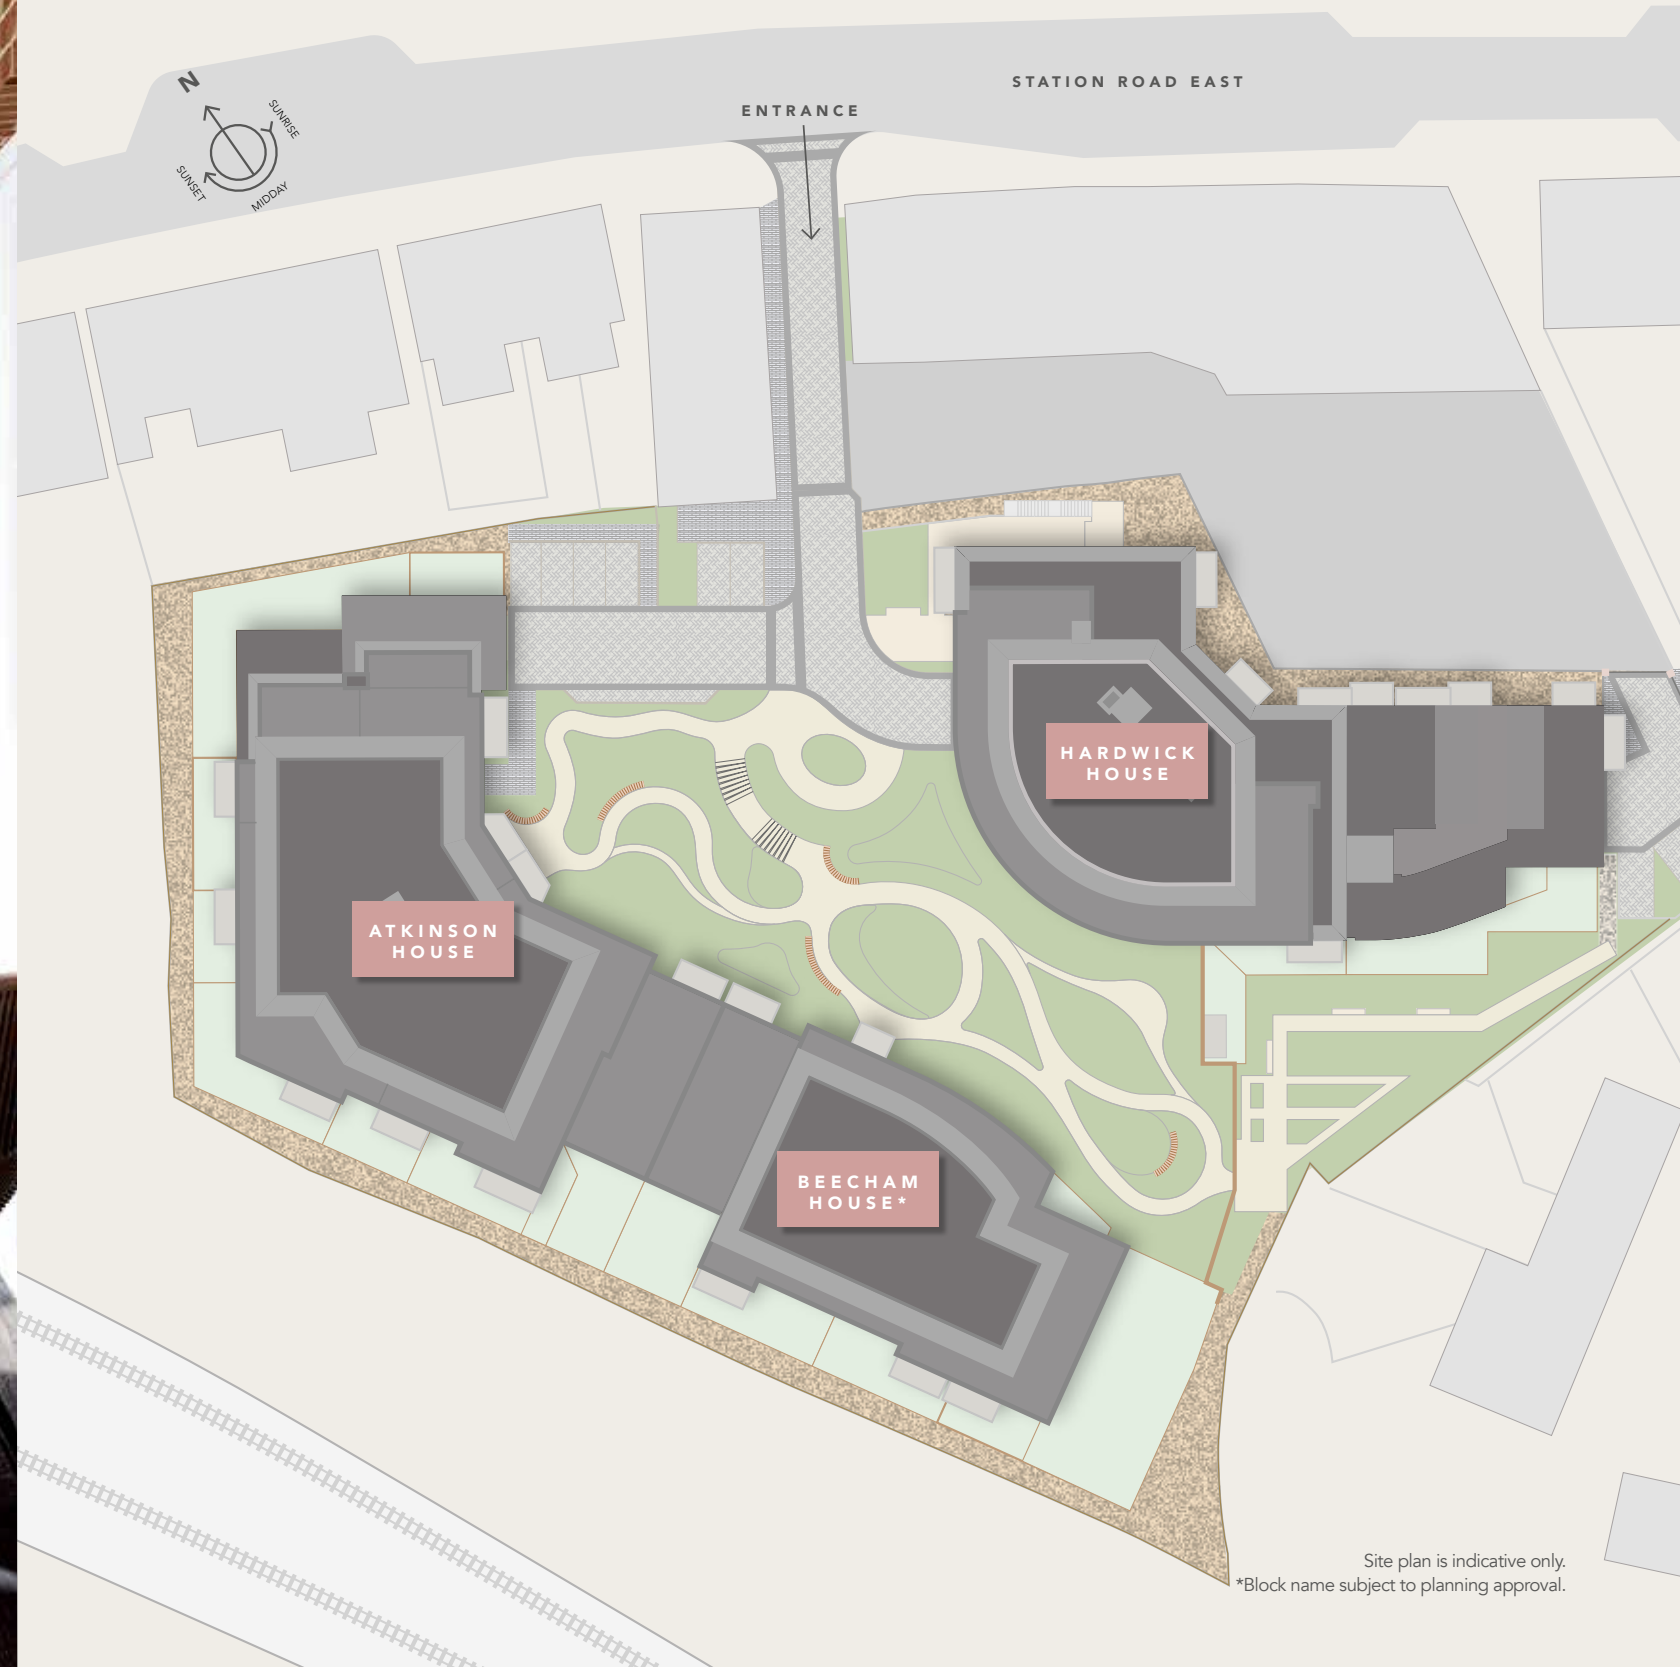 STATION ROAD EAST
ENTRANCE
N
SUNRISE
SUNSET
MIDDAY
HARDWICK
HOUSE
ATKINSON
HOUSE
BEECHAM
HOUSE*
Site plan is indicative only.
*Block name subject to planning approval.